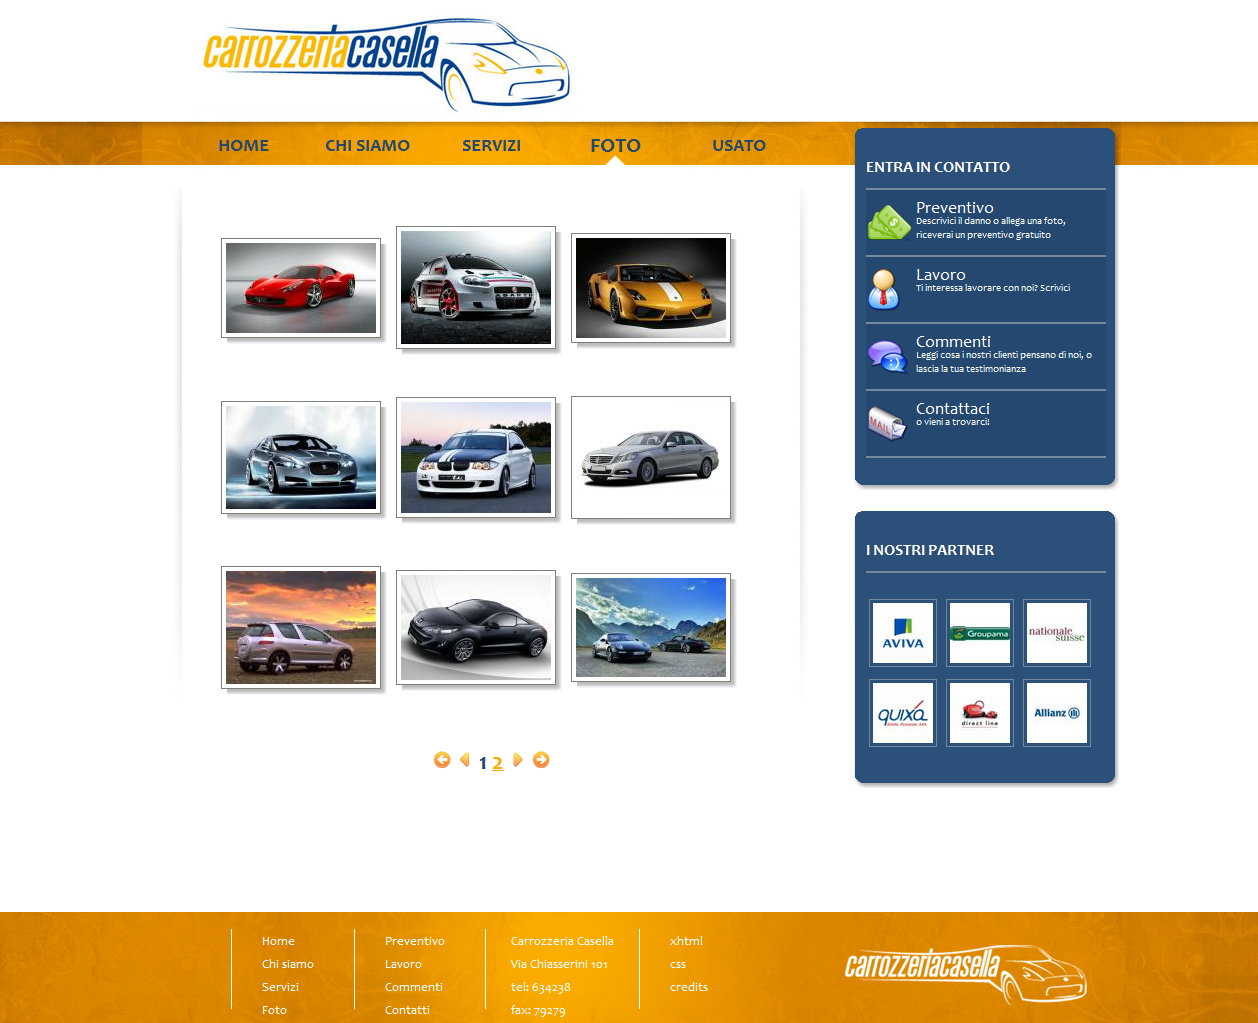 carrozzeriacasella
HOME
CHI SIAMO
SERVIZI
FOTO
USATO
ENTRA IN CONTATTO
Preventivo
Descrivici il danno o allega una foto,
riceverai un preventivo gratuito
Lavoro
Ti interessa lavorare con noi? Scrivici
Commenti
Leggi cosa i nostri clienti pensano di noi, o
lascia la tua testimonianza
MAIL
Contattaci
o vieni a trovarci!
I NOSTRI PARTNER
AVIVA
Groupama
nationale
suisse
quixa
direct line
Allianz
1 2
Home
Chi siamo
Servizi
Foto
Preventivo
Lavoro
Commenti
Contatti
Carrozzeria Casella
Via Chiasserini 101
tel: 634238
fax: 79279
xhtml
css
credits
carrozzeriacasella